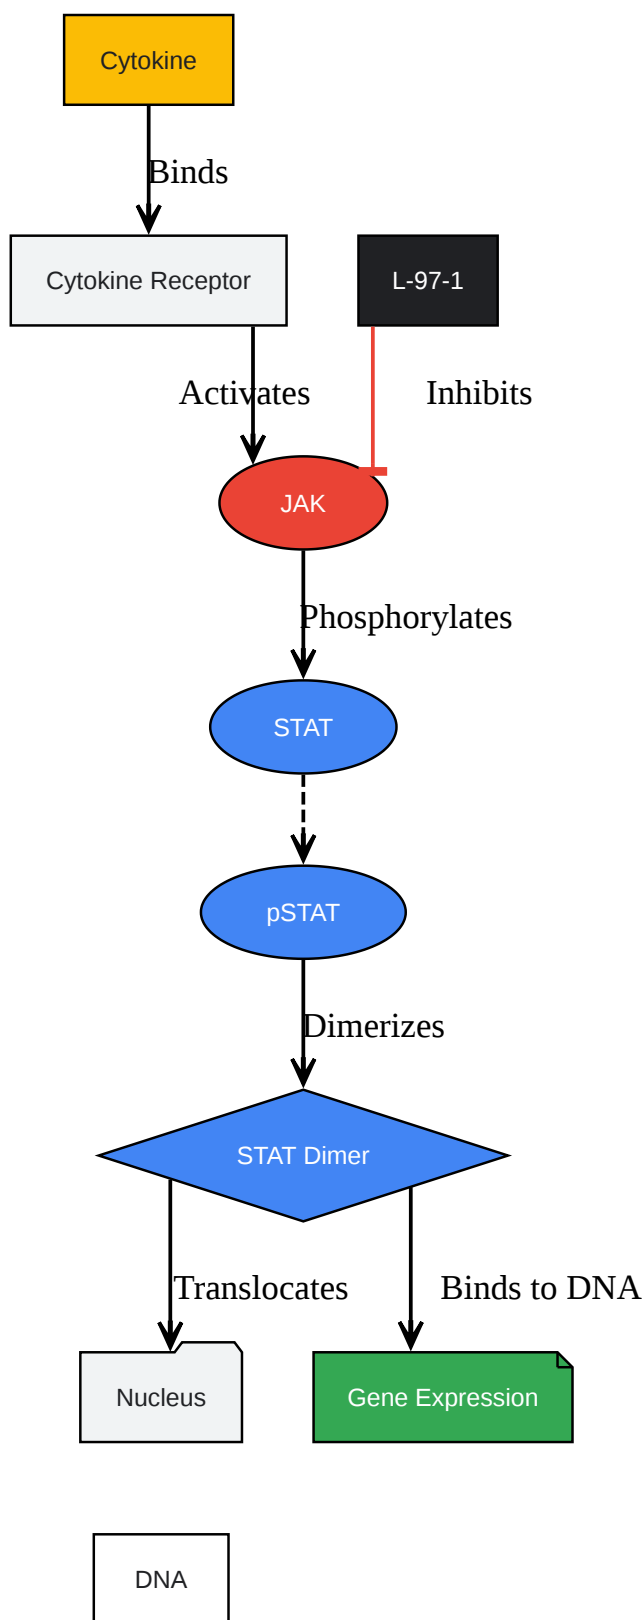 Cytokine
Binds
Cytokine Receptor
L-97-1
Activates
Inhibits
JAK
Phosphorylates
STAT
pSTAT
Dimerizes
STAT Dimer
Translocates
Binds to DNA
Nucleus
Gene Expression
DNA